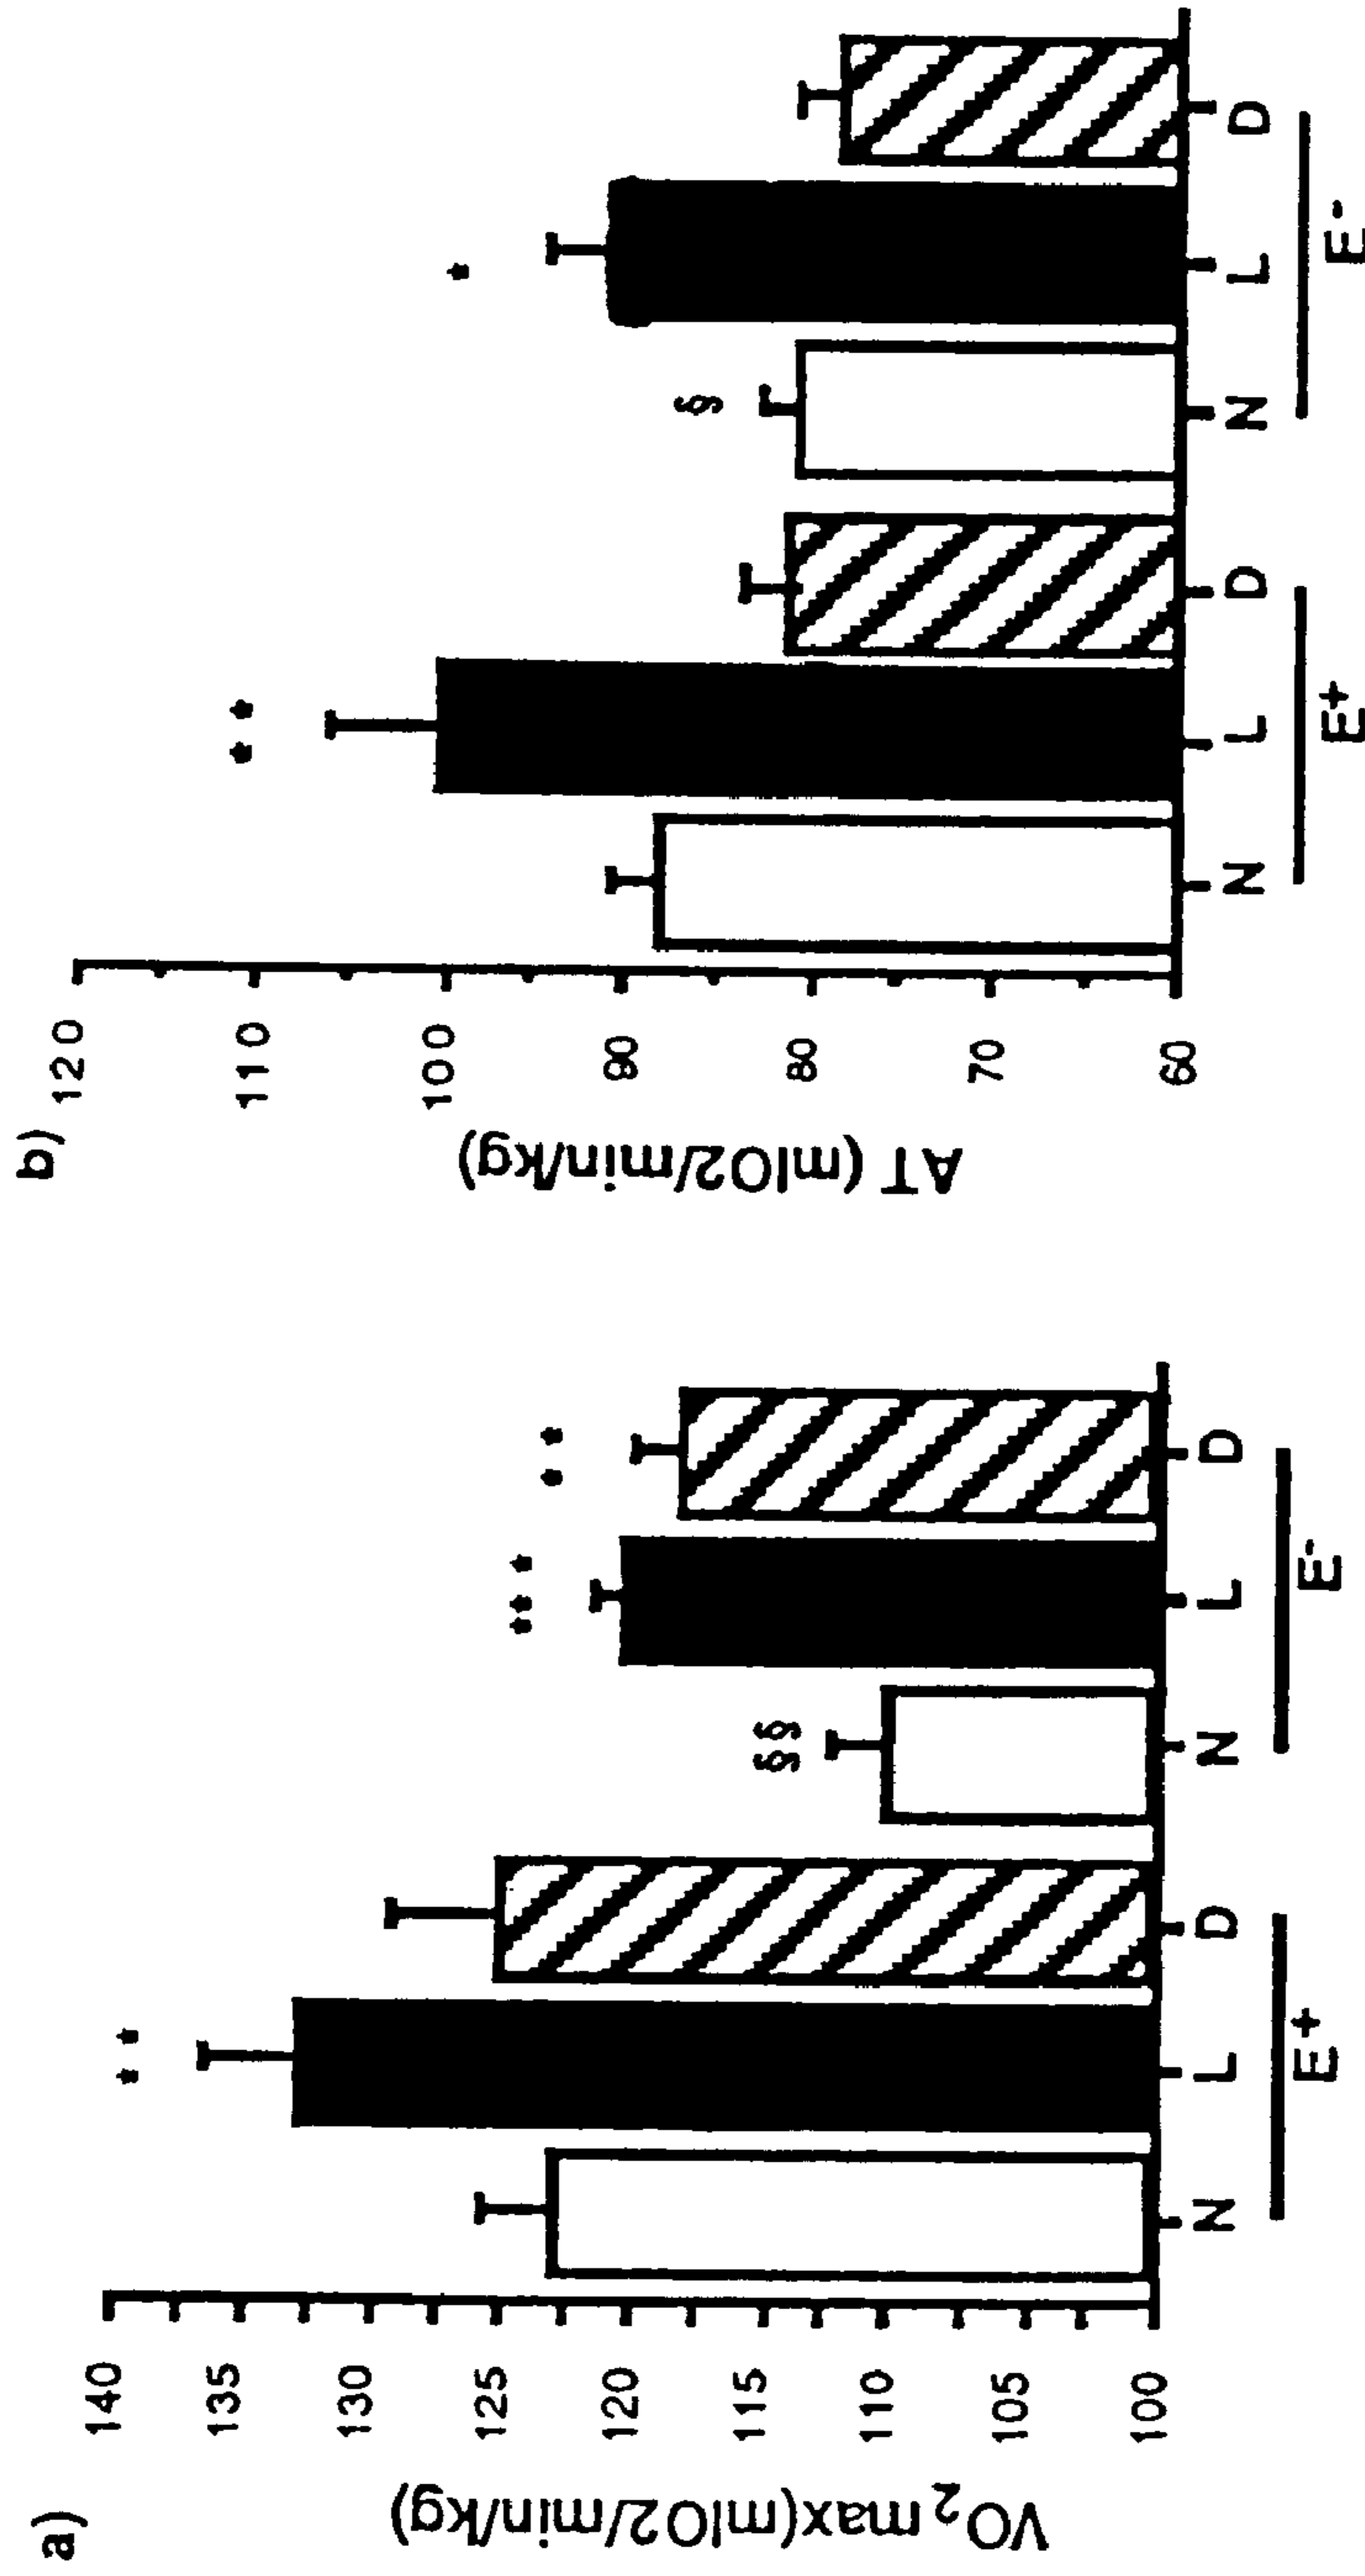 a)
VO2max(mlO2/min/kg)
140
135
130
125
120
115
110
105
100
**
§§
***
**
N L D N L D
E+ E-
b)
AT (mlO2/min/kg)
120
110
100
90
80
70
60
**
§
*
N L D N L D
E+ E-